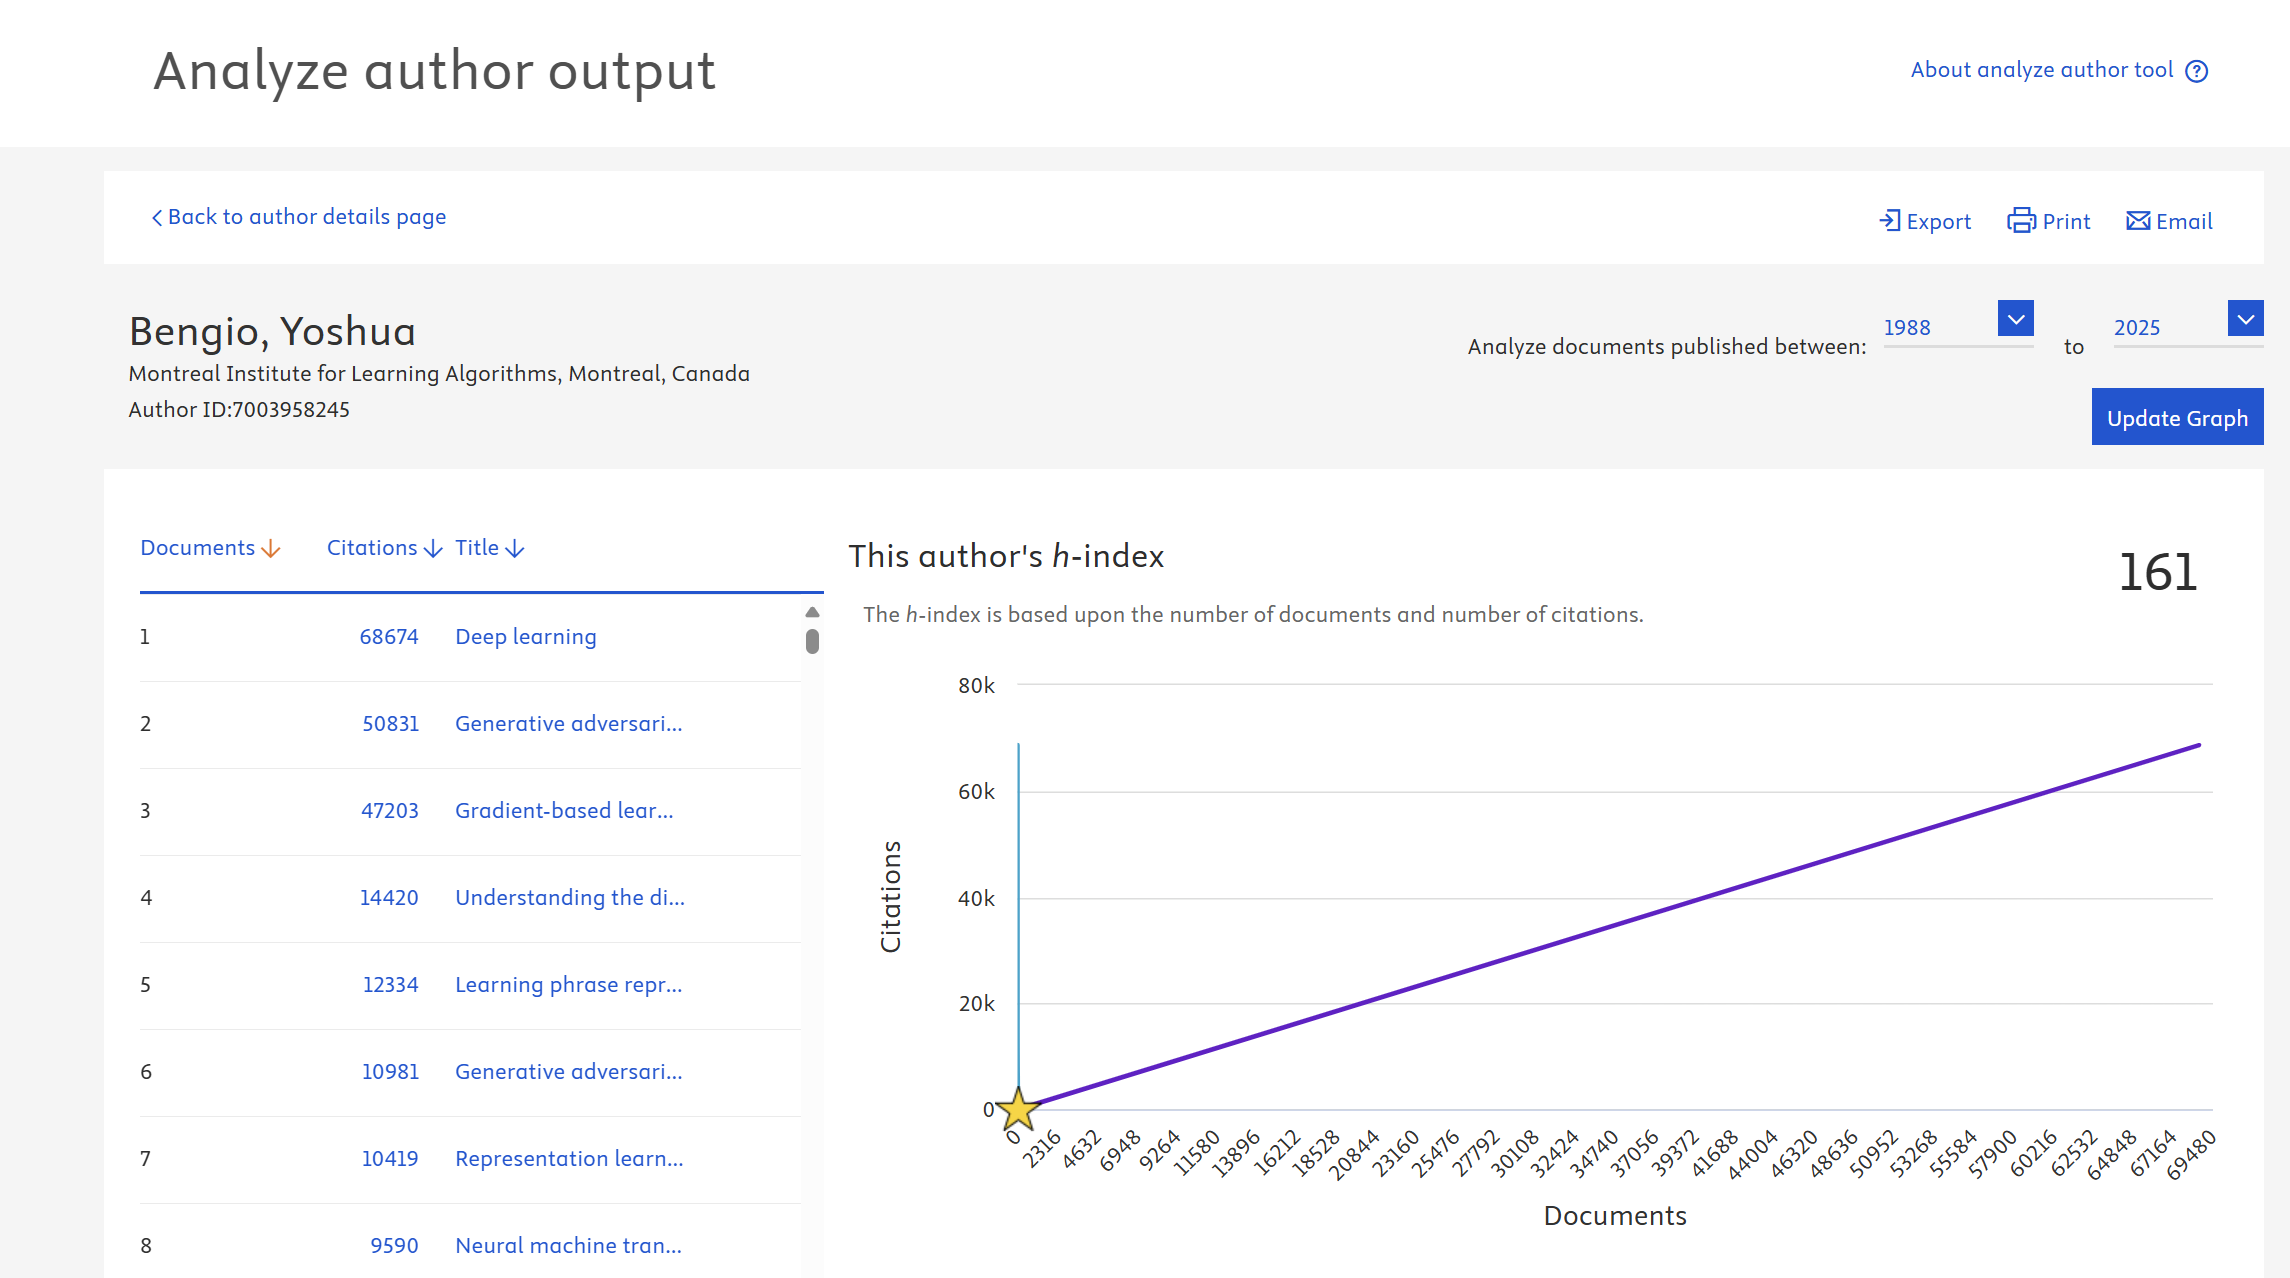 Analyze author output
About analyze author tool
Back to author details page
Export
Print
Email
Bengio, Yoshua
Montreal Institute for Learning Algorithms, Montreal, Canada
Author ID:7003958245
Analyze documents published between:
1988
to
2025
Update Graph
Documents Citations Title
1 68674 Deep learning
2 50831 Generative adversari...
3 47203 Gradient-based lear...
4 14420 Understanding the di...
5 12334 Learning phrase repr...
6 10981 Generative adversari...
7 10419 Representation learn...
8 9590 Neural machine tran...
This author's h-index
161
The h-index is based upon the number of documents and number of citations.
80k
60k
40k
20k
0
Citations
0 2316 4632 6948 9264 11580 13896 16212 18528 20844 23160 25476 27792 30108 32424 34740 37056 39372 41688 44004 46320 48636 50952 53268 55584 57900 60216 62532 64848 67164 69480
Documents